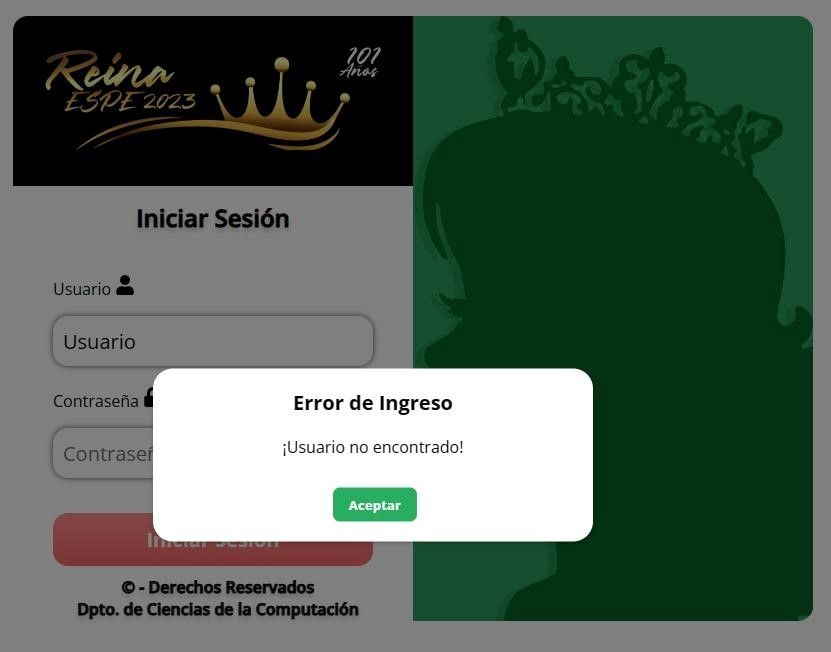 Reina
ESPE 2023
101
Años
Iniciar Sesión
Usuario
Usuario
Contraseña
Contraseñ
Error de Ingreso
¡Usuario no encontrado!
Aceptar
Iniciar Sesión
© - Derechos Reservados
Dpto. de Ciencias de la Computación